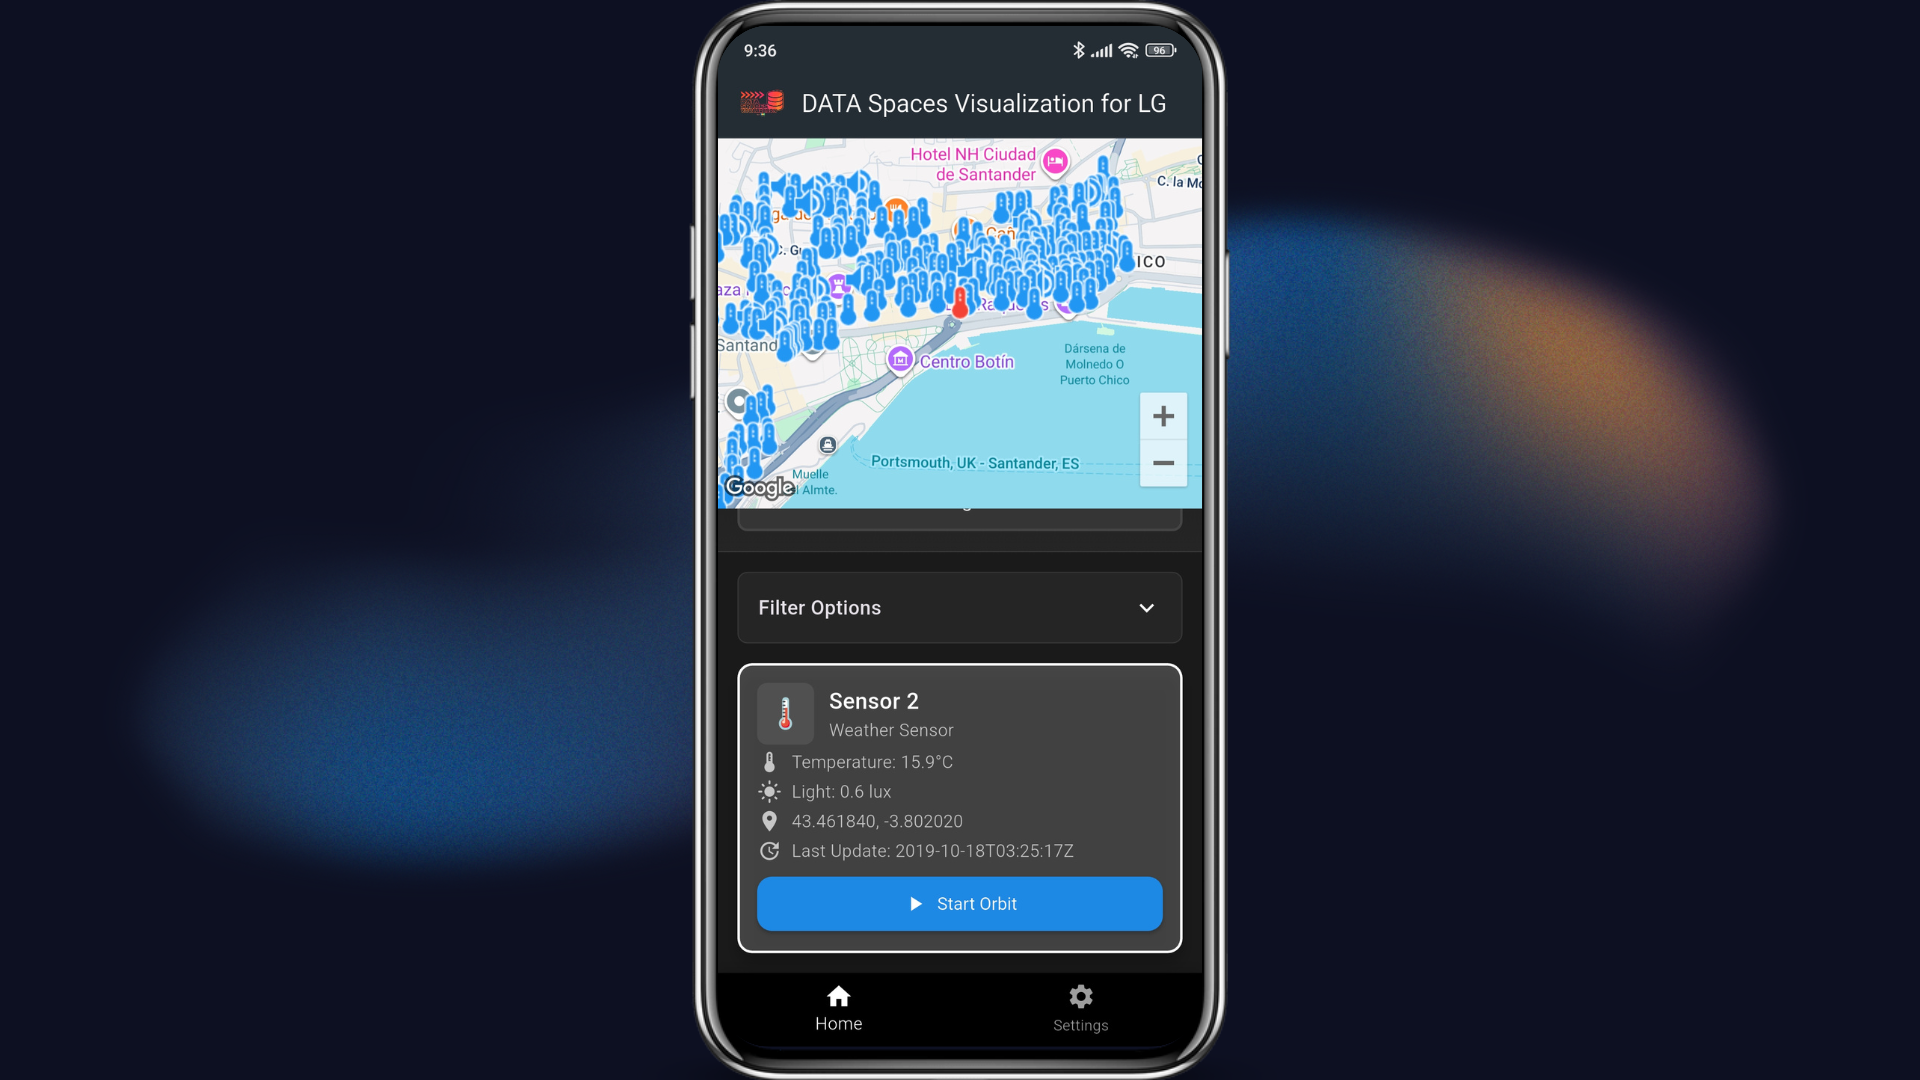 9:36
96
DATA Spaces Visualization for LG
Hotel NH Ciudad
de Santander
C. la Mo
C. Gu
Cañ
ICO
aza
Santand
Centro Botín
Dársena de
Molnedo O
Puerto Chico
+
−
Portsmouth, UK - Santander, ES
Muelle
l Almte.
Google
Filter Options
Sensor 2
Weather Sensor
Temperature: 15.9°C
Light: 0.6 lux
43.461840, -3.802020
Last Update: 2019-10-18T03:25:17Z
Start Orbit
Home
Settings